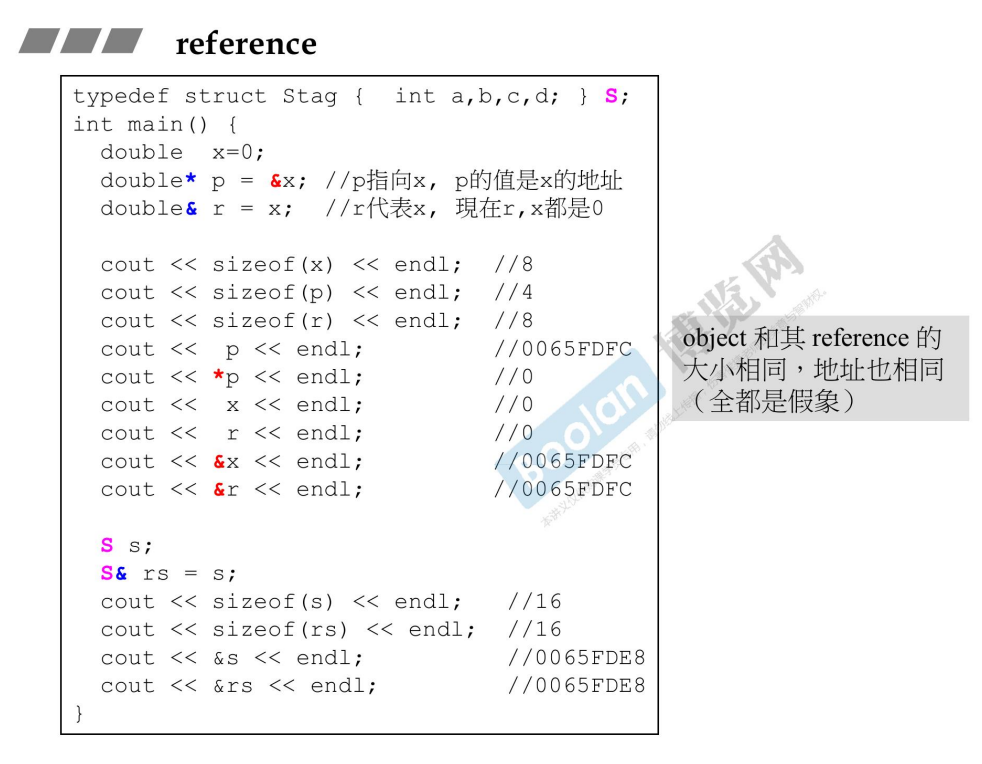 reference
typedef struct Stag {  int a,b,c,d; } S;
int main() {
  double  x=0;
  double* p = &x; //p指向x, p的值是x的地址
  double& r = x;  //r代表x, 現在r,x都是0

  cout << sizeof(x) << endl;  //8
  cout << sizeof(p) << endl;  //4
  cout << sizeof(r) << endl;  //8
  cout <<  p << endl;         //0065FDFC
  cout << *p << endl;         //0
  cout <<  x << endl;         //0
  cout <<  r << endl;         //0
  cout << &x << endl;         //0065FDFC
  cout << &r << endl;         //0065FDFC

  S s;
  S& rs = s;
  cout << sizeof(s) << endl;   //16
  cout << sizeof(rs) << endl;  //16
  cout << &s << endl;          //0065FDE8
  cout << &rs << endl;         //0065FDE8
}
object 和其 reference 的
大小相同，地址也相同
（全都是假象）
Boolan 博览网